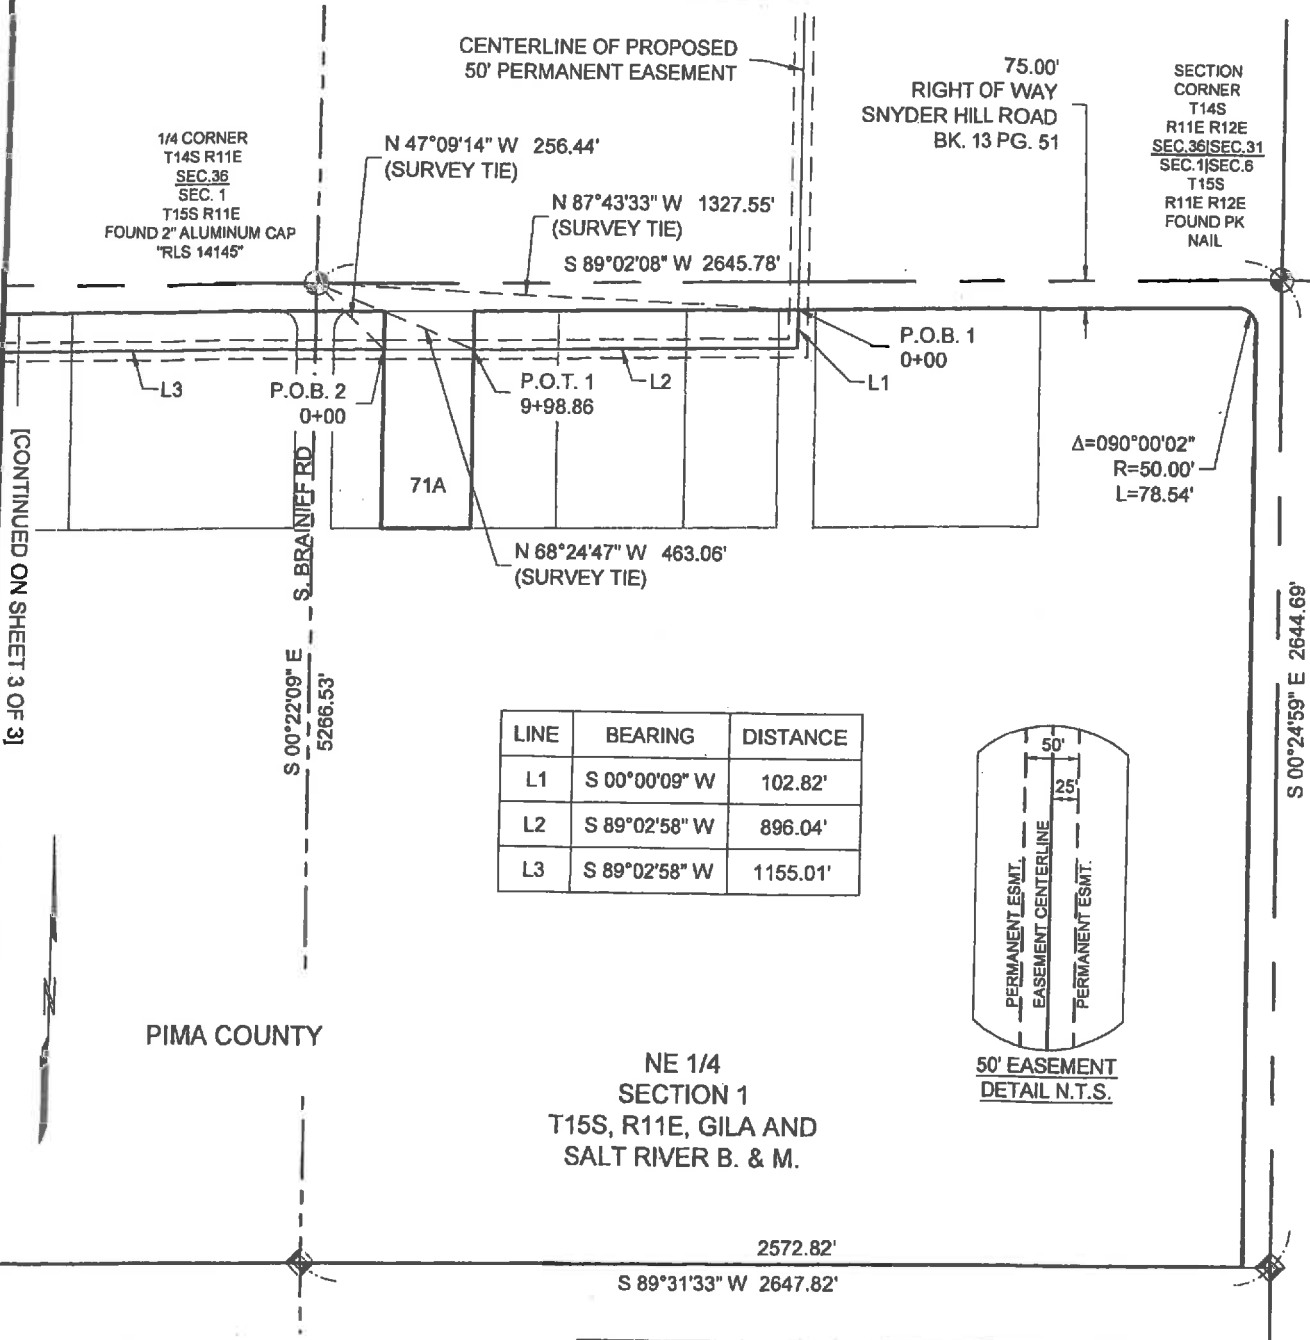 CENTERLINE OF PROPOSED
50' PERMANENT EASEMENT
75.00'
RIGHT OF WAY
SNYDER HILL ROAD
BK. 13 PG. 51
SECTION
CORNER
T14S
R11E R12E
SEC.36|SEC.31
SEC.1|SEC.6
T15S
R11E R12E
FOUND PK
NAIL
1/4 CORNER
T14S R11E
SEC.36
SEC. 1
T15S R11E
FOUND 2" ALUMINUM CAP
"RLS 14145"
N 47°09'14" W 256.44'
(SURVEY TIE)
N 87°43'33" W 1327.55'
(SURVEY TIE)
S 89°02'08" W 2645.78'
P.O.B. 1
0+00
L3
P.O.B. 2
0+00
P.O.T. 1
9+98.86
L2
L1
Δ=090°00'02"
R=50.00'
L=78.54'
71A
N 68°24'47" W 463.06'
(SURVEY TIE)
[CONTINUED ON SHEET 3 OF 3]
S. BRAINIFF RD
S 00°22'09" E
5266.53'
S 00°24'59" E 2644.69'
LINE BEARING DISTANCE
L1 S 00°00'09" W 102.82'
L2 S 89°02'58" W 896.04'
L3 S 89°02'58" W 1155.01'
50'
25'
PERMANENT ESMT.
EASEMENT CENTERLINE
PERMANENT ESMT.
50' EASEMENT
DETAIL N.T.S.
N
PIMA COUNTY
NE 1/4
SECTION 1
T15S, R11E, GILA AND
SALT RIVER B. & M.
2572.82'
S 89°31'33" W 2647.82'